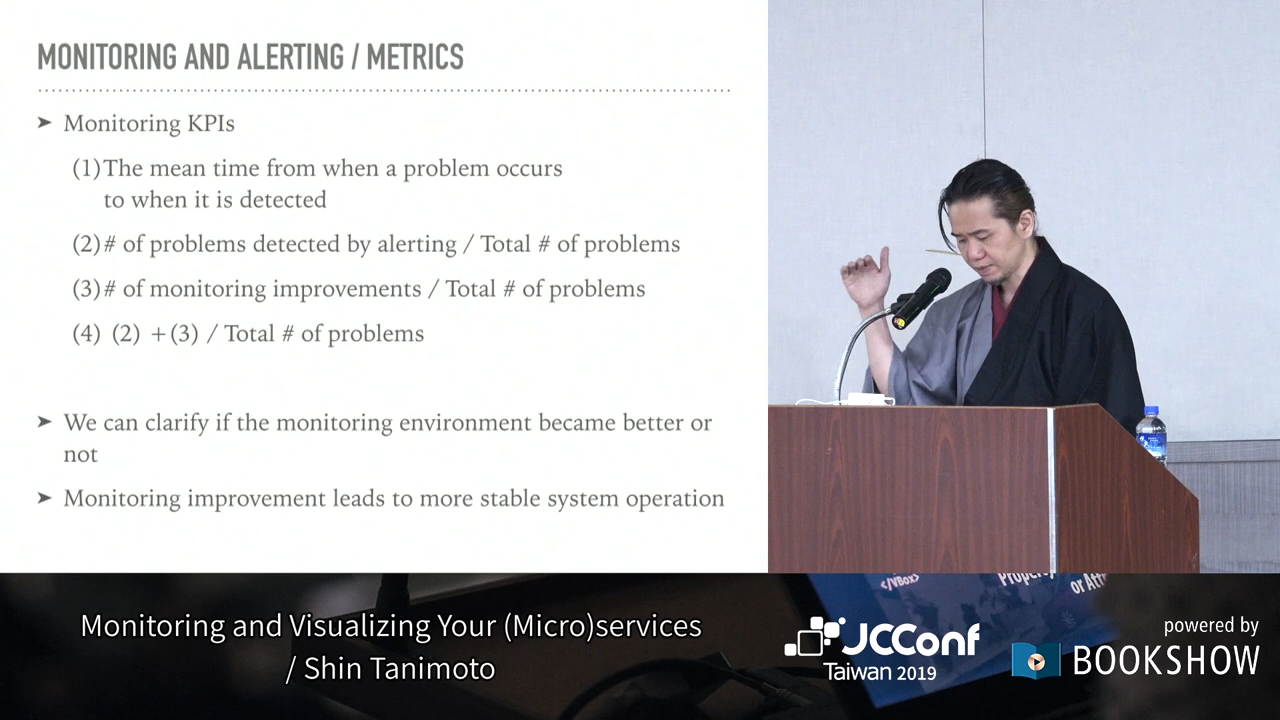 MONITORING AND ALERTING / METRICS
➤ Monitoring KPIs
(1) The mean time from when a problem occurs
to when it is detected
(2) # of problems detected by alerting / Total # of problems
(3) # of monitoring improvements / Total # of problems
(4) (2) +(3) / Total # of problems
➤ We can clarify if the monitoring environment became better or
not
➤ Monitoring improvement leads to more stable system operation
</VBox>
Monitoring and Visualizing Your (Micro)services
/ Shin Tanimoto
JCConf
Taiwan 2019
powered by
BOOKSHOW